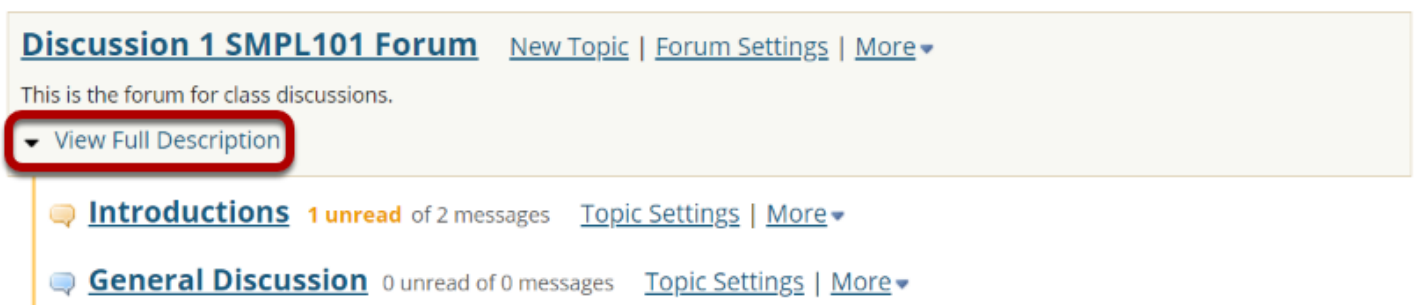 Discussion 1 SMPL101 Forum New Topic | Forum Settings | More
This is the forum for class discussions.
View Full Description
Introductions 1 unread of 2 messages Topic Settings | More
General Discussion 0 unread of 0 messages Topic Settings | More